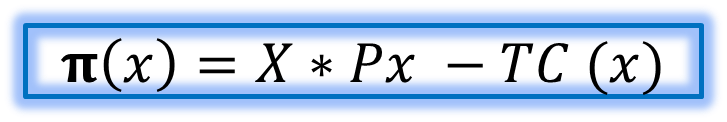 π(x) = X * Px − TC (x)